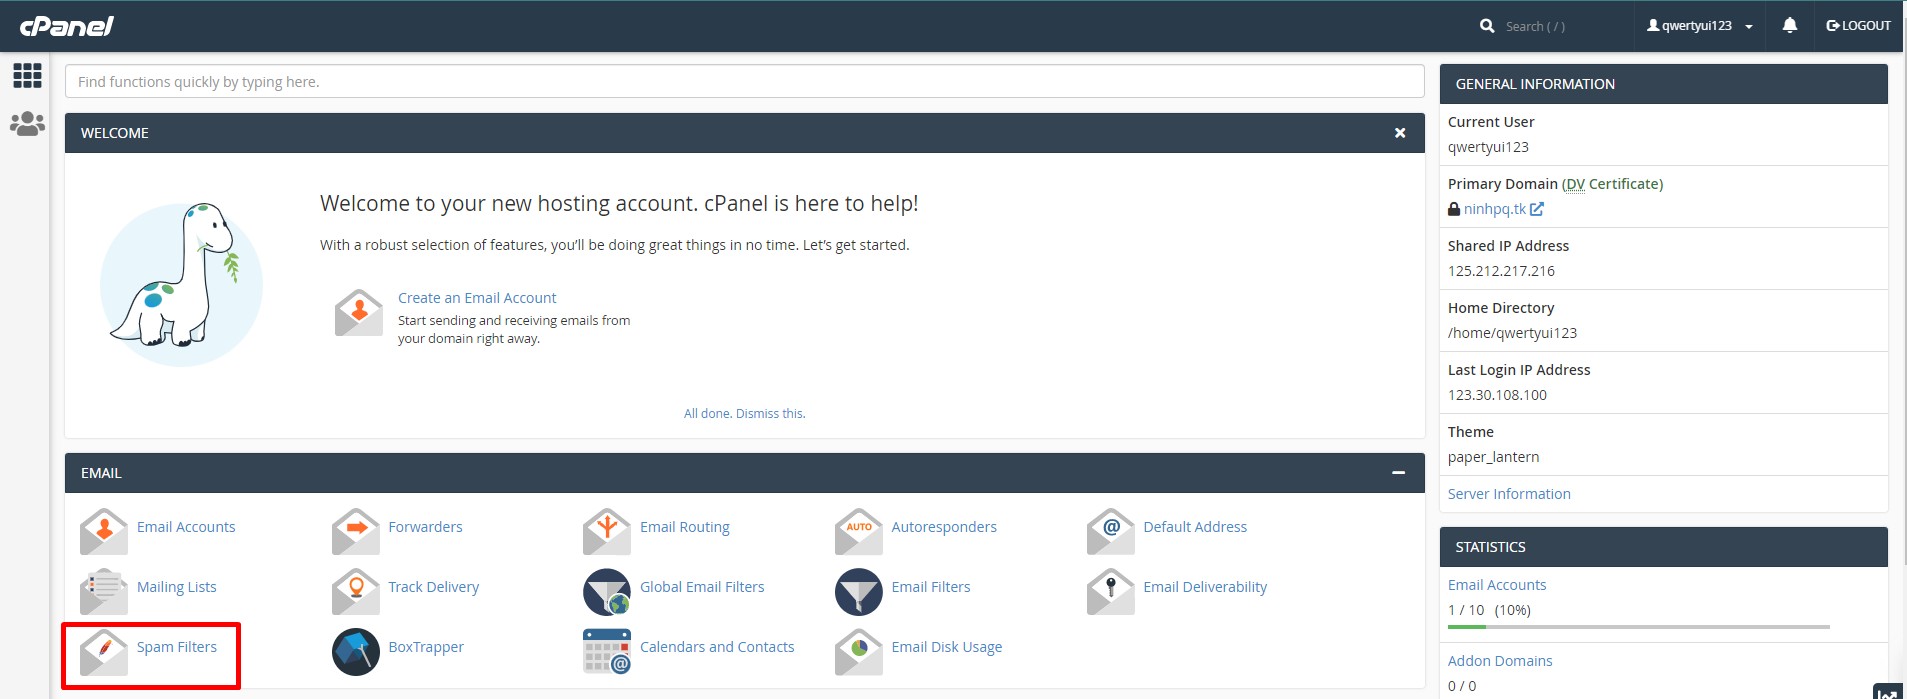 cPanel
Search ( / )
qwertyui123
LOGOUT
Find functions quickly by typing here.
WELCOME
Welcome to your new hosting account. cPanel is here to help!
With a robust selection of features, you’ll be doing great things in no time. Let’s get started.
Create an Email Account
Start sending and receiving emails from
your domain right away.
All done. Dismiss this.
EMAIL
Email Accounts
Forwarders
Email Routing
AUTO
Autoresponders
@
Default Address
Mailing Lists
Track Delivery
Global Email Filters
Email Filters
Email Deliverability
Spam Filters
BoxTrapper
@
Calendars and Contacts
Email Disk Usage
GENERAL INFORMATION
Current User
qwertyui123
Primary Domain (DV Certificate)
ninhpq.tk
Shared IP Address
125.212.217.216
Home Directory
/home/qwertyui123
Last Login IP Address
123.30.108.100
Theme
paper_lantern
Server Information
STATISTICS
Email Accounts
1 / 10 (10%)
Addon Domains
0 / 0